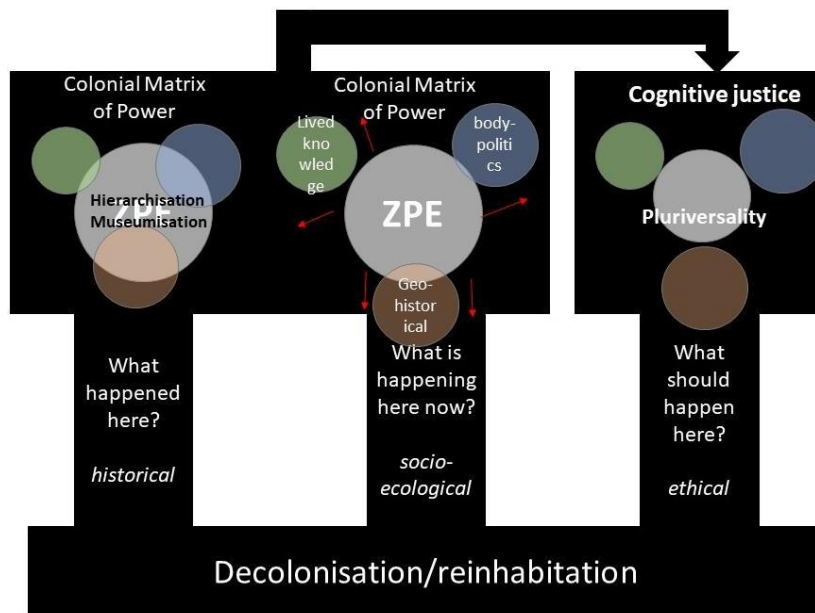 Colonial Matrix
of Power
ZPE
Hierarchisation
Museumisation
What
happened
here?
historical
Colonial Matrix
of Power
Lived
kno
wled
ge
body-
politi
cs
ZPE
Geo-
histor
ical
What is
happening
here now?
socio-
ecological
Cognitive justice
Pluriversality
What
should
happen
here?
ethical
Decolonisation/reinhabitation